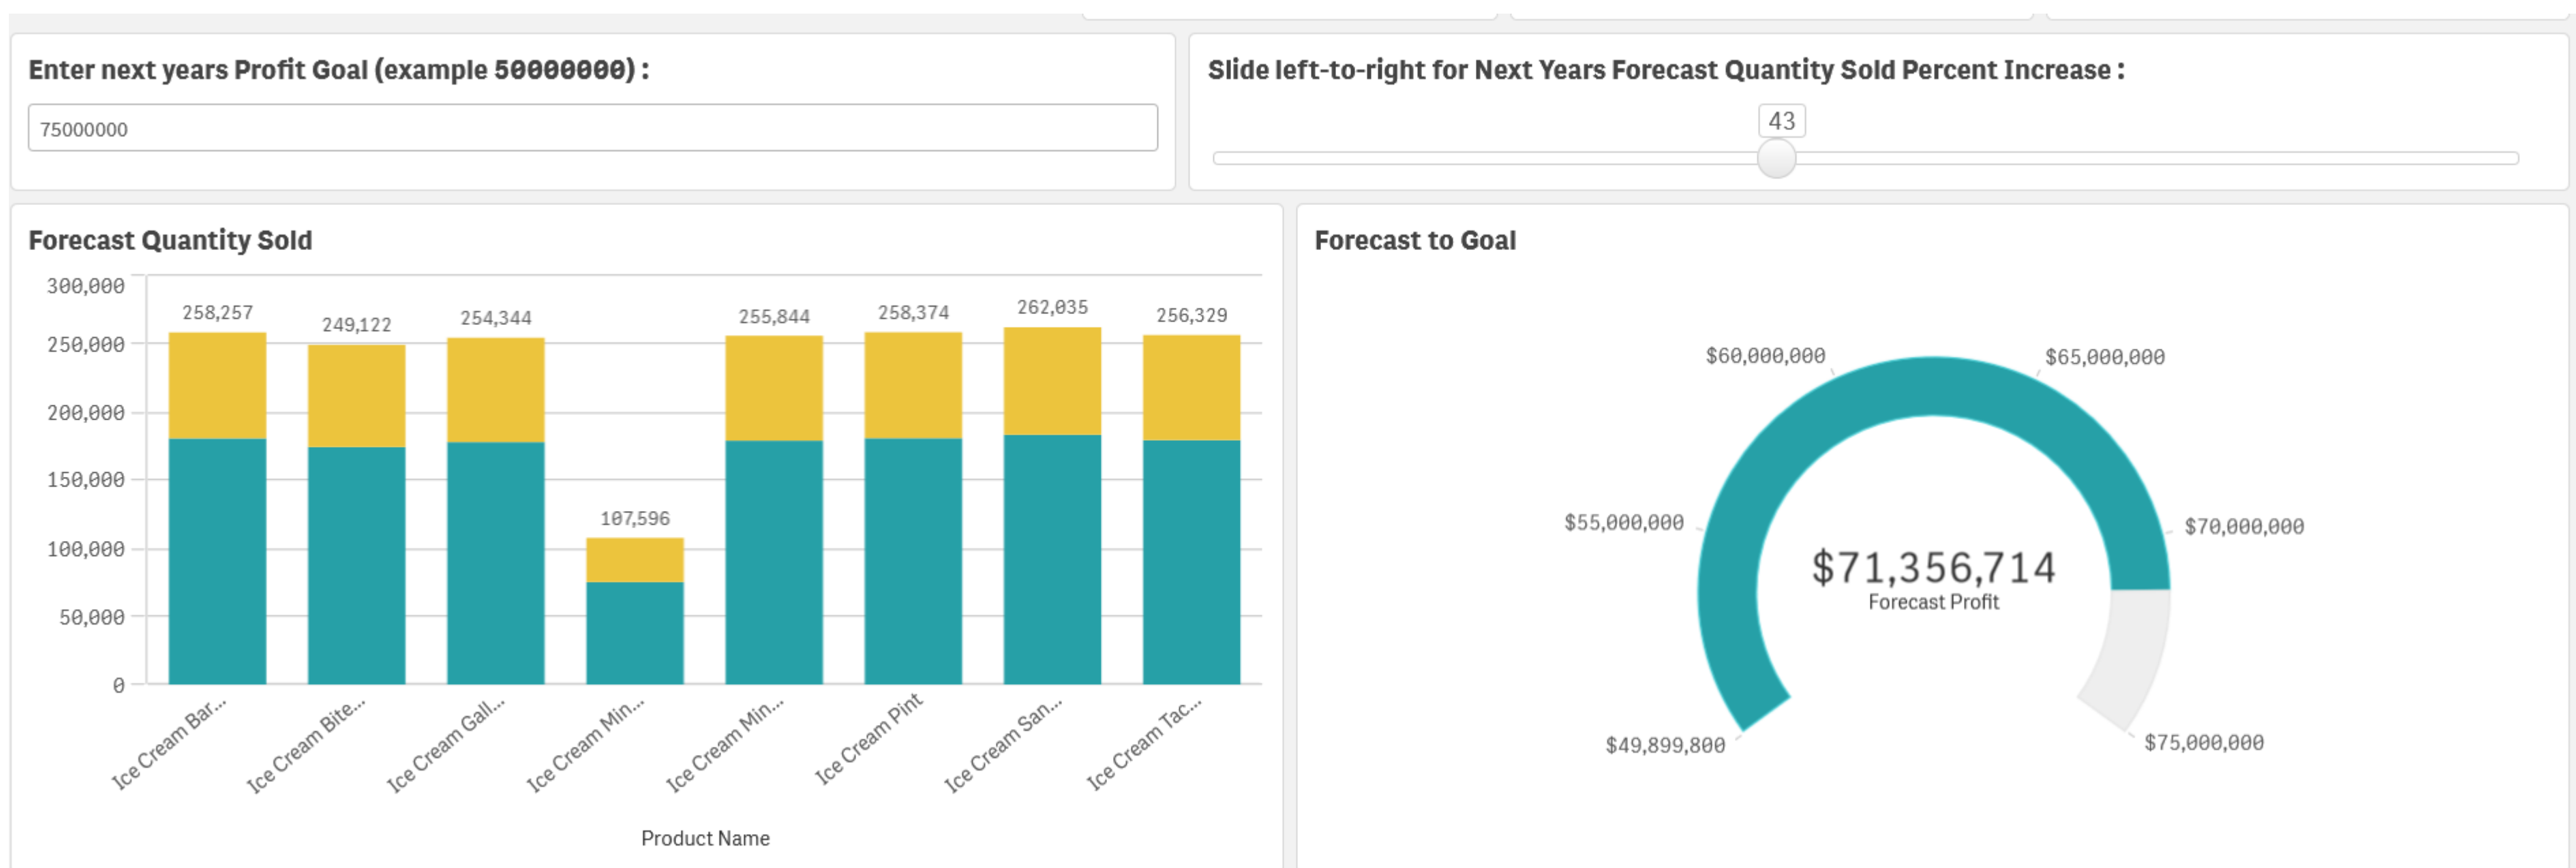 Enter next years Profit Goal (example 50000000) :
75000000
Slide left-to-right for Next Years Forecast Quantity Sold Percent Increase :
43
Forecast Quantity Sold
300,000
250,000
200,000
150,000
100,000
50,000
0
258,257
249,122
254,344
107,596
255,844
258,374
262,035
256,329
Ice Cream Bar...
Ice Cream Bite...
Ice Cream Gall...
Ice Cream Min...
Ice Cream Min...
Ice Cream Pint
Ice Cream San...
Ice Cream Tac...
Product Name
Forecast to Goal
$60,000,000
$65,000,000
$55,000,000
$70,000,000
$71,356,714
Forecast Profit
$49,899,800
$75,000,000